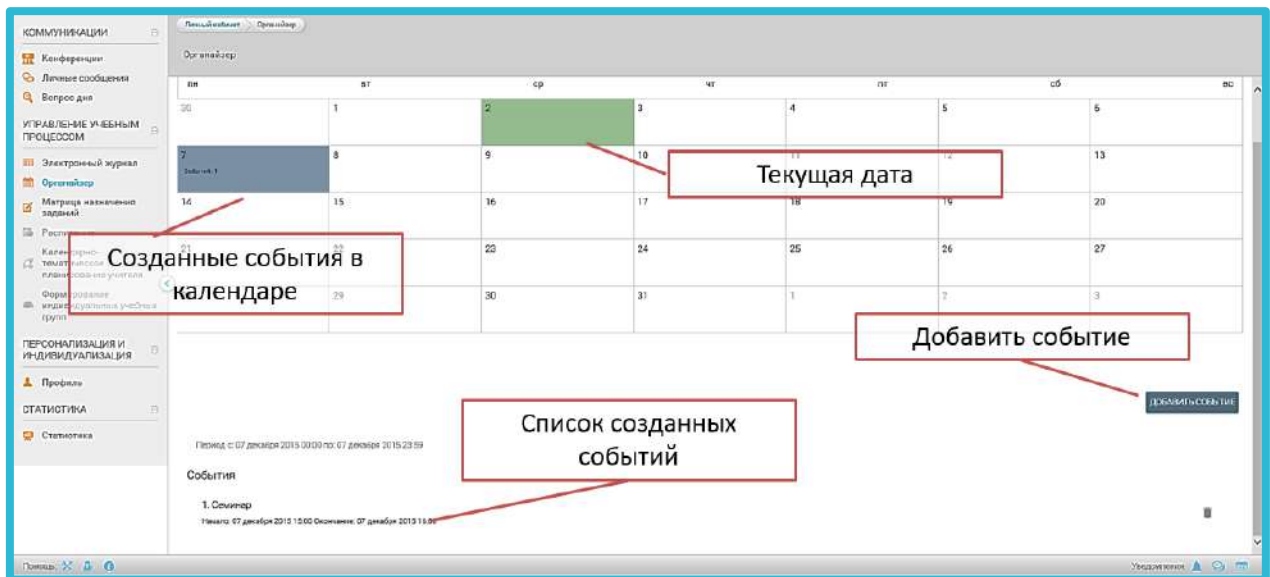 КОММУНИКАЦИИ
Конференции
Личные сообщения
Вопрос дня
УПРАВЛЕНИЕ УЧЕБНЫМ
ПРОЦЕССОМ
Электронный журнал
Органайзер
Матрица назначения
заданий
планирование учителя
Формирование
индивидуальных учебных
групп
ПЕРСОНАЛИЗАЦИЯ И
ИНДИВИДУАЛИЗАЦИЯ
Профиль
СТАТИСТИКА
Статистика
Личный кабинет Органайзер
Органайзер
пн вт ср чт пт сб вс
30 1 2 3 4 5 6
7 8 9 10 11 12 13
Событий: 1
Текущая дата
14 15 16 17 18 19 20
21 22 23 24 25 26 27
Созданные события в
календаре
29 30 31 1 2 3
Добавить событие
ДОБАВИТЬ СОБЫТИЕ
Список созданных
событий
Период с: 07 декабря 2015 00:00 по: 07 декабря 2015 23:59
События
1. Семинар
Начало: 07 декабря 2015 15:00 Окончание: 07 декабря 2015
Помощь:
Уведомления: